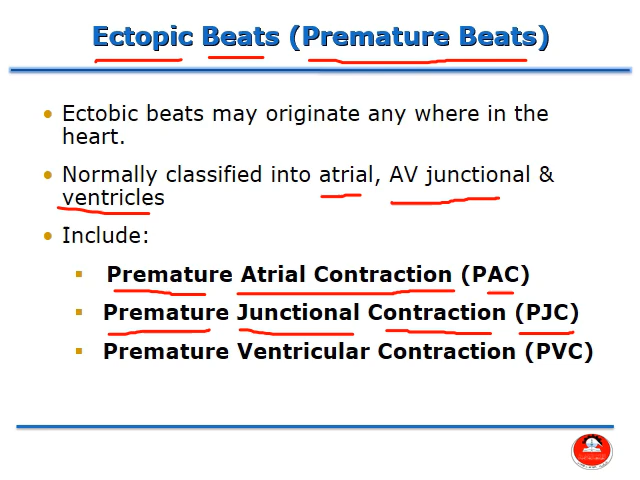 Ectopic Beats (Premature Beats)
• Ectobic beats may originate any where in the
heart.
• Normally classified into atrial, AV junctional &
ventricles
• Include:
▪ Premature Atrial Contraction (PAC)
▪ Premature Junctional Contraction (PJC)
▪ Premature Ventricular Contraction (PVC)